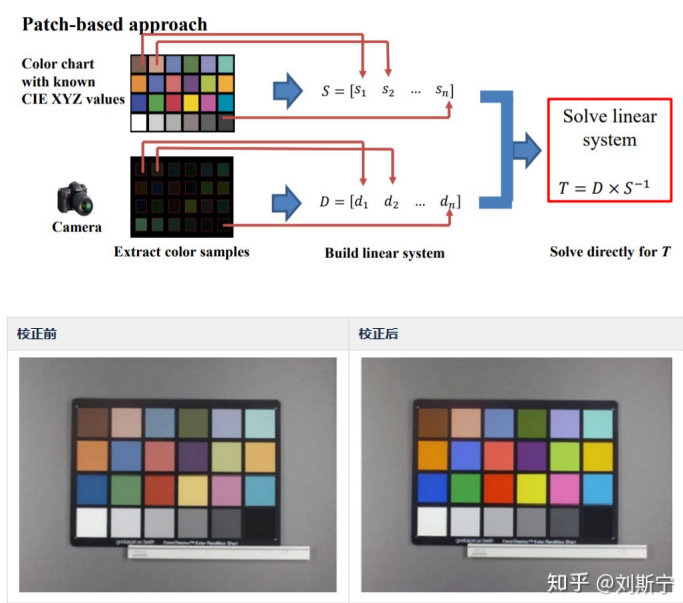 Patch-based approach
Color chart
with known
CIE XYZ values
S = [s₁ s₂ ... sₙ]
Solve linear
system
T = D × S⁻¹
D = [d₁ d₂ ... dₙ]
Camera
Extract color samples
Build linear system
Solve directly for T
校正前
校正后
知乎 @刘斯宁